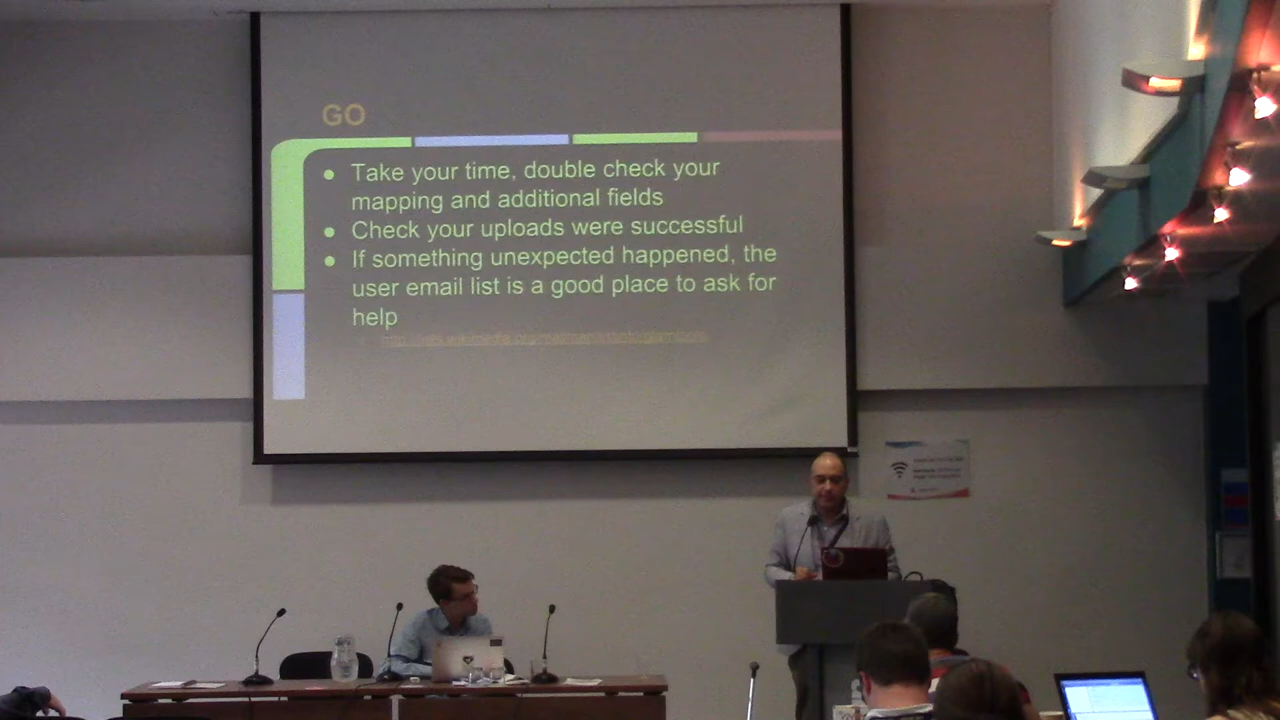 GO
● Take your time, double check your
mapping and additional fields
● Check your uploads were successful
● If something unexpected happened, the
user email list is a good place to ask for
help